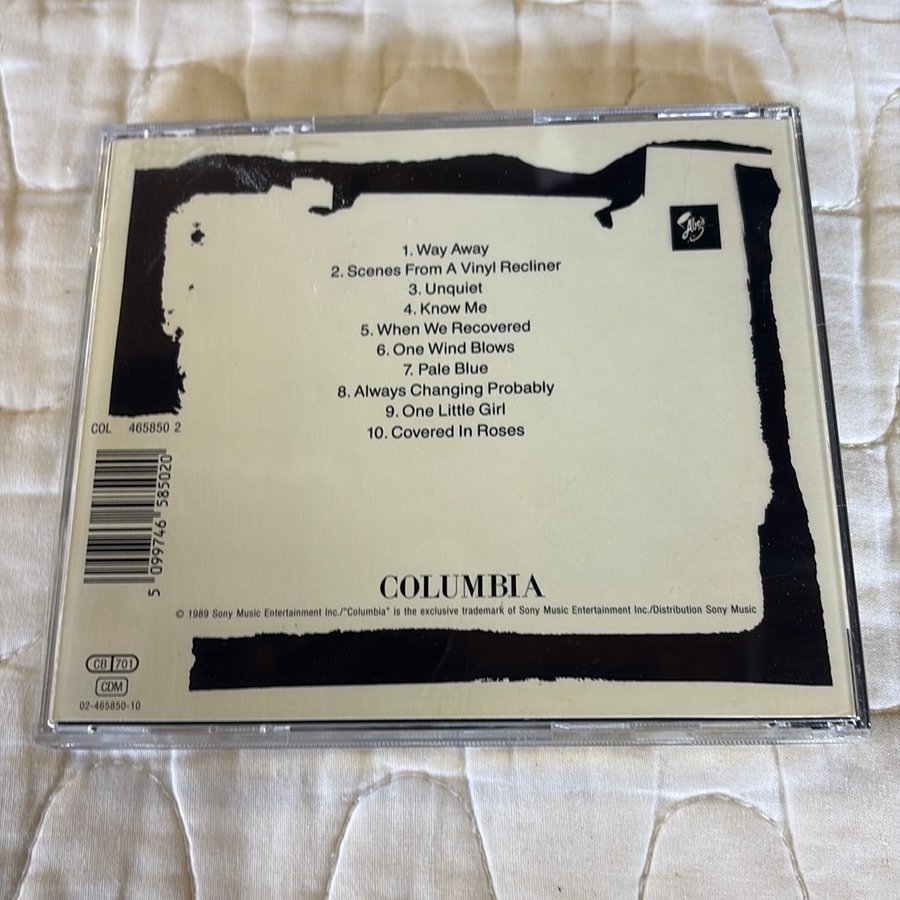 Abe's
1. Way Away
2. Scenes From A Vinyl Recliner
3. Unquiet
4. Know Me
5. When We Recovered
6. One Wind Blows
7. Pale Blue
8. Always Changing Probably
9. One Little Girl
10. Covered In Roses
COL 465850 2
5 099746 585020
COLUMBIA
© 1989 Sony Music Entertainment Inc./"Columbia" is the exclusive trademark of Sony Music Entertainment Inc./Distribution Sony Music
CB 701
CDM
02-465850-10